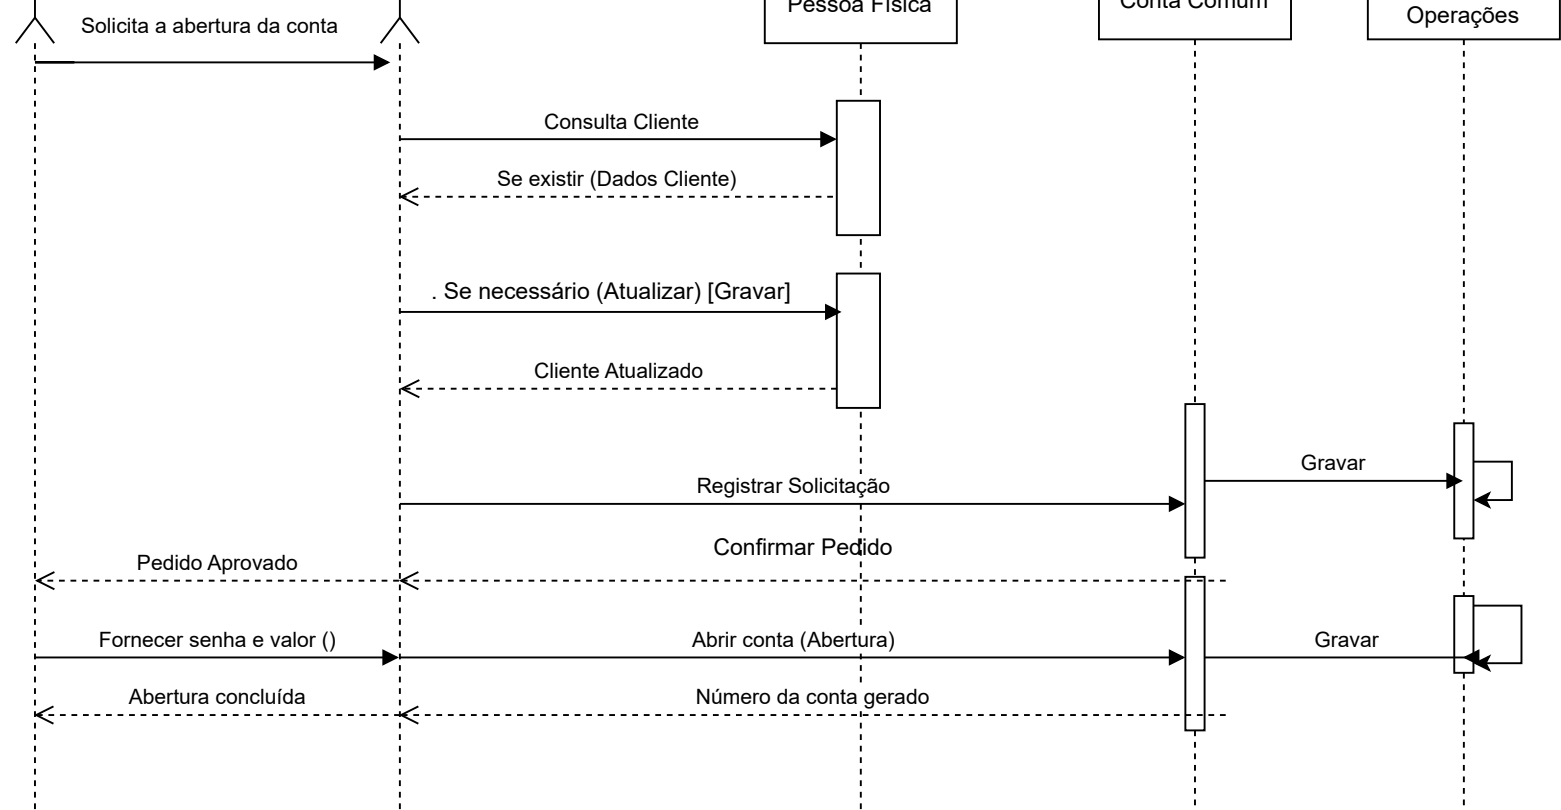 Pessoa Física
Conta Comum
Operações
Solicita a abertura da conta
Consulta Cliente
Se existir (Dados Cliente)
. Se necessário (Atualizar) [Gravar]
Cliente Atualizado
Gravar
Registrar Solicitação
Confirmar Pedido
Pedido Aprovado
Fornecer senha e valor ()
Abrir conta (Abertura)
Gravar
Abertura concluída
Número da conta gerado